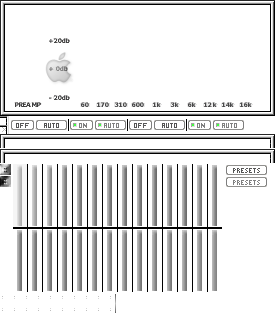 +20db
+ 0db
-20db
PREAMP 60 170 310 600 1k 3k 6k 12k 14k 16k
OFF AUTO ON AUTO OFF AUTO ON AUTO
PRESETS
PRESETS